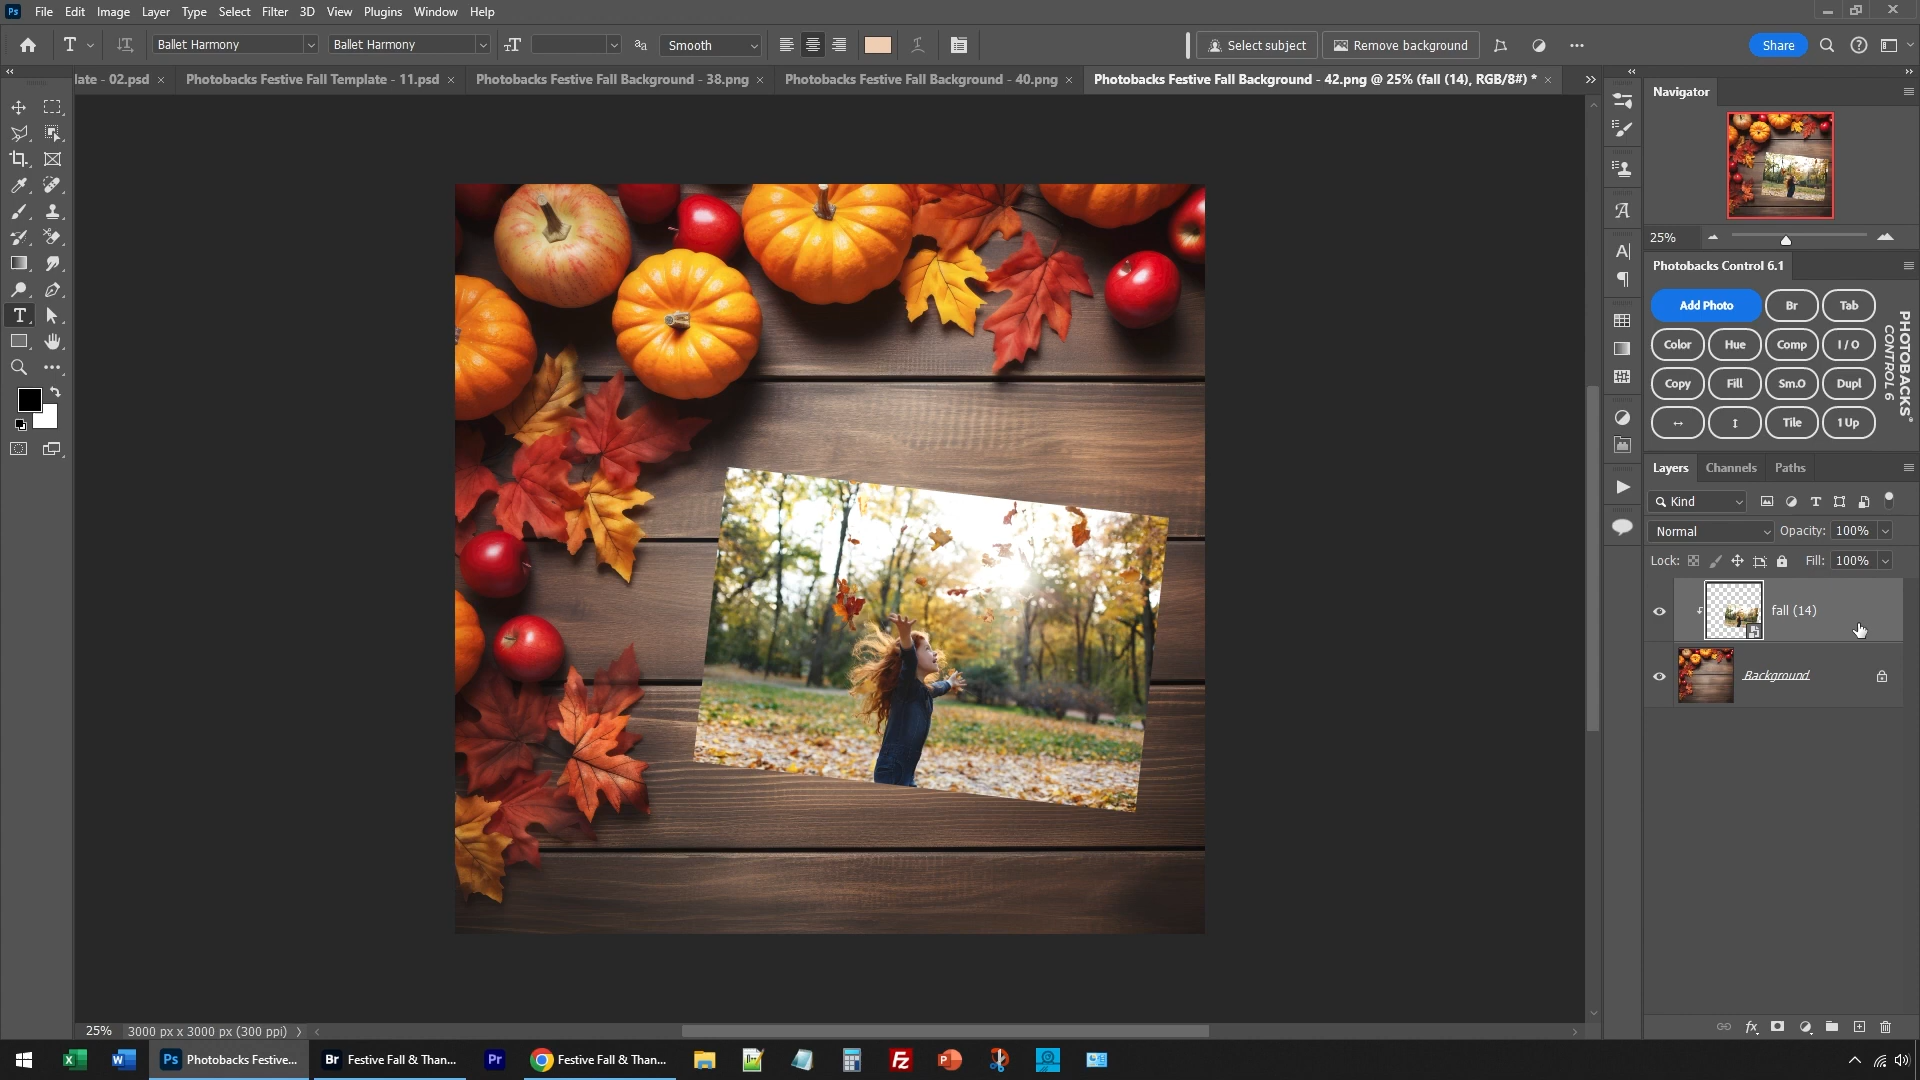 Ps File Edit Image Layer Type Select Filter 3D View Plugins Window Help
T Ballet Harmony Ballet Harmony Smooth Select subject Remove background Share
late - 02.psd × Photobacks Festive Fall Template - 11.psd × Photobacks Festive Fall Background - 38.png × Photobacks Festive Fall Background - 40.png × Photobacks Festive Fall Background - 42.png @ 25% (fall (14), RGB/8#) * ×
Navigator
25%
Photobacks Control 6.1
Add Photo Br Tab
Color Hue Comp I / O
Copy Fill Sm.O Dupl
↔ ↕ Tile 1 Up
PHOTOBACKS®
CONTROL 6
Layers Channels Paths
Kind
Normal Opacity: 100%
Lock: Fill: 100%
fall (14)
Background
25% 3000 px x 3000 px (300 ppi)
Ps Photobacks Festive... Br Festive Fall & Than... Pr Festive Fall & Than...